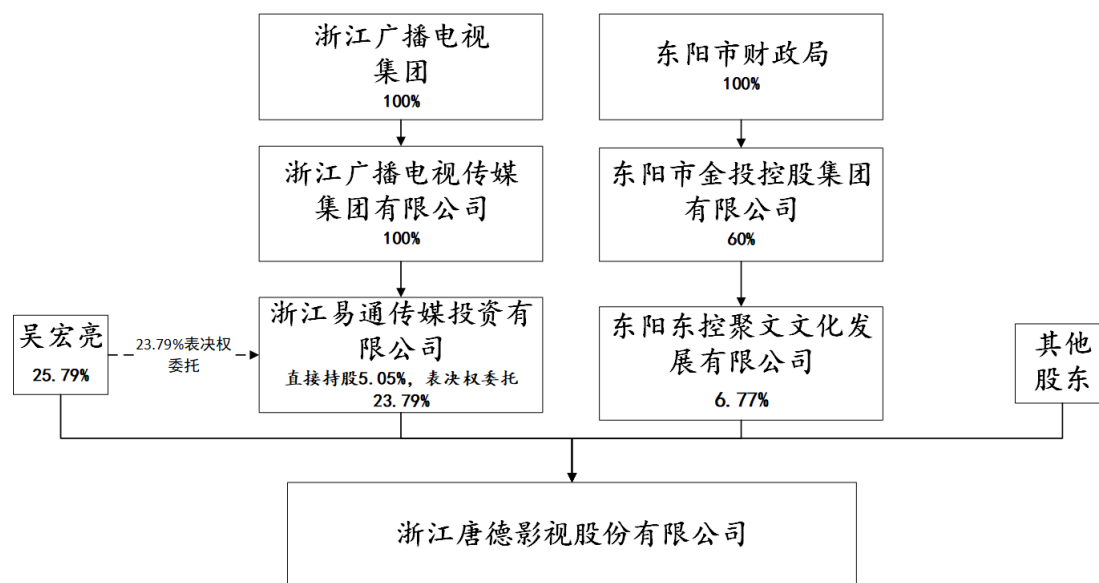 浙江广播电视
集团
100%
东阳市财政局
100%
浙江广播电视传媒
集团有限公司
100%
东阳市金投控股集团
有限公司
60%
吴宏亮
25.79%
23.79%表决权
委托
浙江易通传媒投资有
限公司
直接持股5.05%，表决权委托
23.79%
东阳东控聚文文化发
展有限公司
6.77%
其他
股东
浙江唐德影视股份有限公司